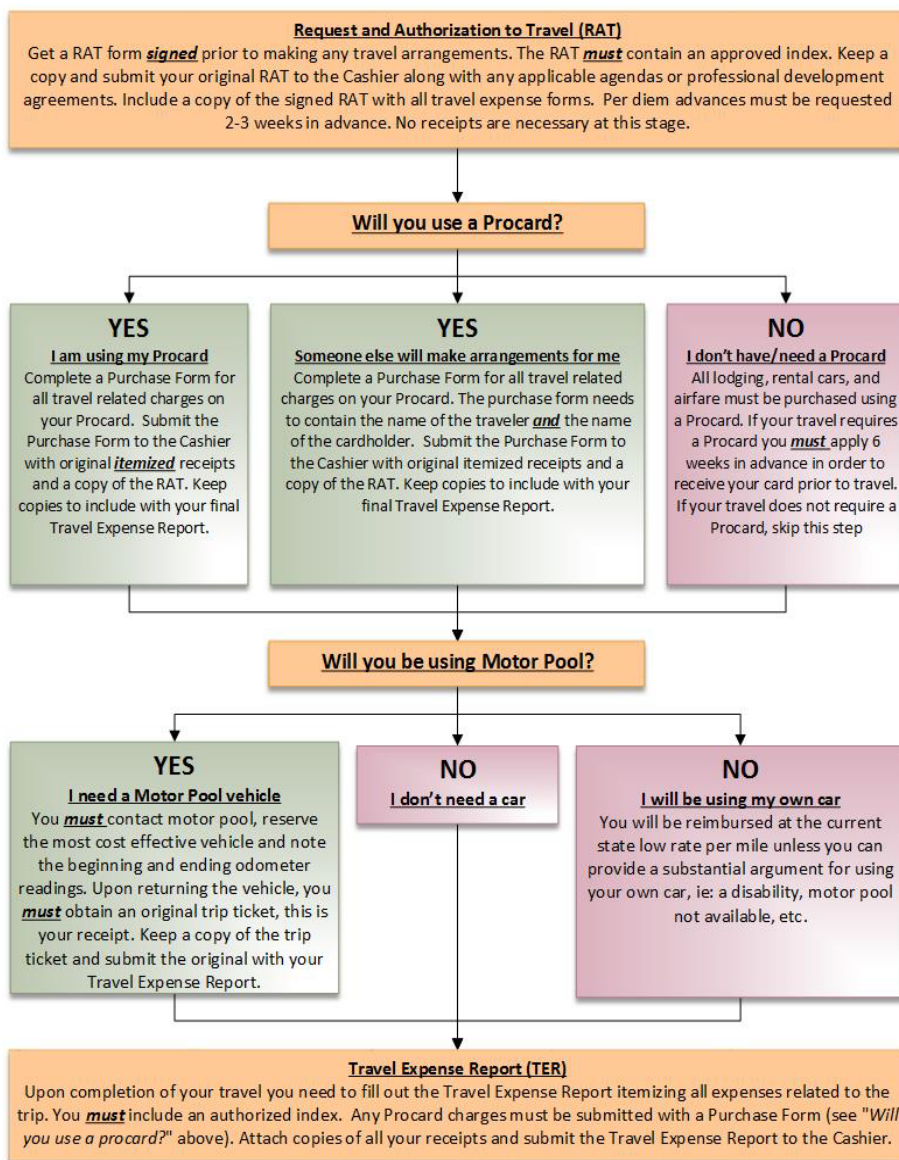 Request and Authorization to Travel (RAT)
Get a RAT form signed prior to making any travel arrangements. The RAT must contain an approved index. Keep a
copy and submit your original RAT to the Cashier along with any applicable agendas or professional development
agreements. Include a copy of the signed RAT with all travel expense forms. Per diem advances must be requested
2-3 weeks in advance. No receipts are necessary at this stage.
Will you use a Procard?
YES
I am using my Procard
Complete a Purchase Form for
all travel related charges on
your Procard. Submit the
Purchase Form to the Cashier
with original itemized receipts
and a copy of the RAT. Keep
copies to include with your final
Travel Expense Report.
YES
Someone else will make arrangements for me
Complete a Purchase Form for all travel related
charges on your Procard. The purchase form needs
to contain the name of the traveler and the name
of the cardholder. Submit the Purchase Form to
the Cashier with original itemized receipts and a
copy of the RAT. Keep copies to include with your
final Travel Expense Report.
NO
I don't have/need a Procard
All lodging, rental cars, and
airfare must be purchased using
a Procard. If your travel requires
a Procard you must apply 6
weeks in advance in order to
receive your card prior to travel.
If your travel does not require a
Procard, skip this step
Will you be using Motor Pool?
YES
I need a Motor Pool vehicle
You must contact motor pool, reserve
the most cost effective vehicle and note
the beginning and ending odometer
readings. Upon returning the vehicle, you
must obtain an original trip ticket, this is
your receipt. Keep a copy of the trip
ticket and submit the original with your
Travel Expense Report.
NO
I don't need a car
NO
I will be using my own car
You will be reimbursed at the current
state low rate per mile unless you can
provide a substantial argument for using
your own car, ie: a disability, motor pool
not available, etc.
Travel Expense Report (TER)
Upon completion of your travel you need to fill out the Travel Expense Report itemizing all expenses related to the
trip. You must include an authorized index. Any Procard charges must be submitted with a Purchase Form (see "Will
you use a procard?" above). Attach copies of all your receipts and submit the Travel Expense Report to the Cashier.